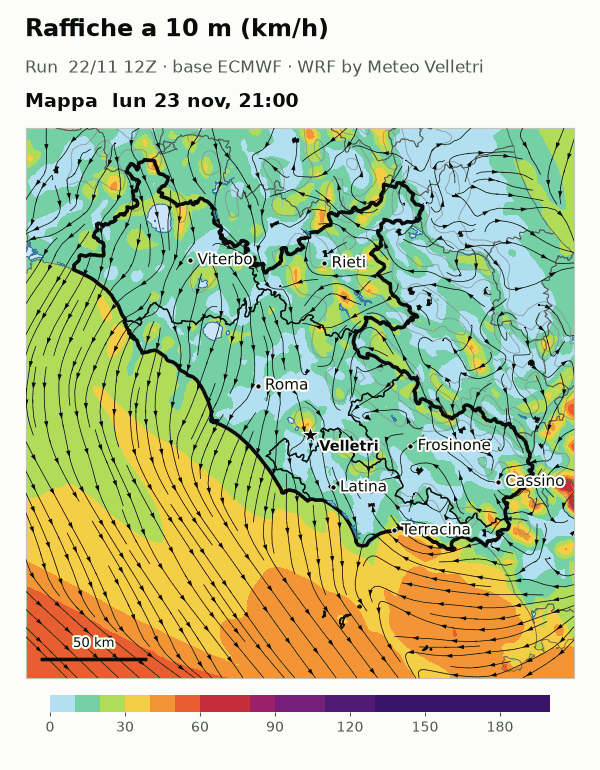 Raffiche a 10 m (km/h)
Run 22/11 12Z · base ECMWF · WRF by Meteo Velletri
Mappa lun 23 nov, 21:00
Viterbo
Rieti
Roma
Velletri
Frosinone
Cassino
Latina
Terracina
50 km
0 30 60 90 120 150 180